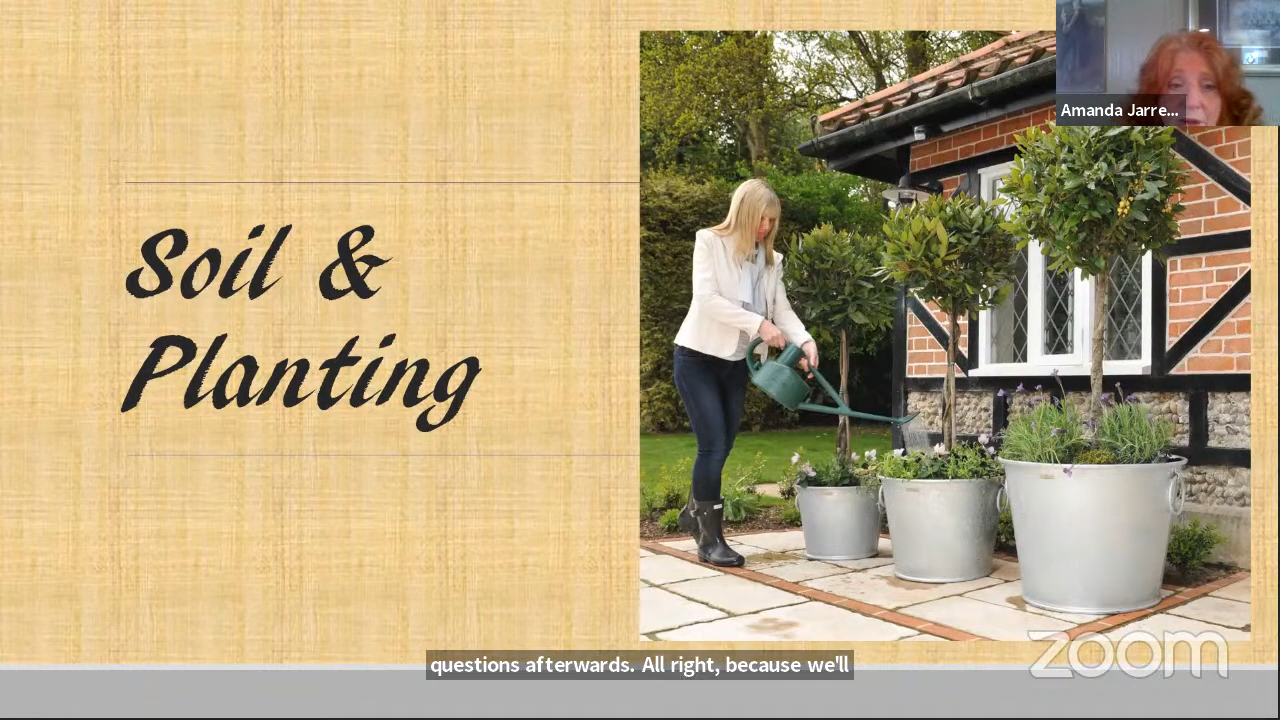 Amanda Jarre...
Soil &
Planting
questions afterwards. All right, because we'll
zoom